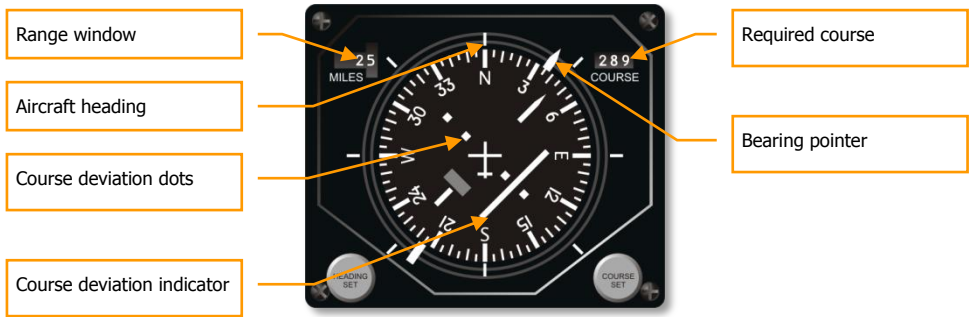 Range window
Aircraft heading
Course deviation dots
Course deviation indicator
25
MILES
289
COURSE
N
3
6
E
12
15
S
21
24
W
30
33
HEADING
SET
COURSE
SET
Required course
Bearing pointer